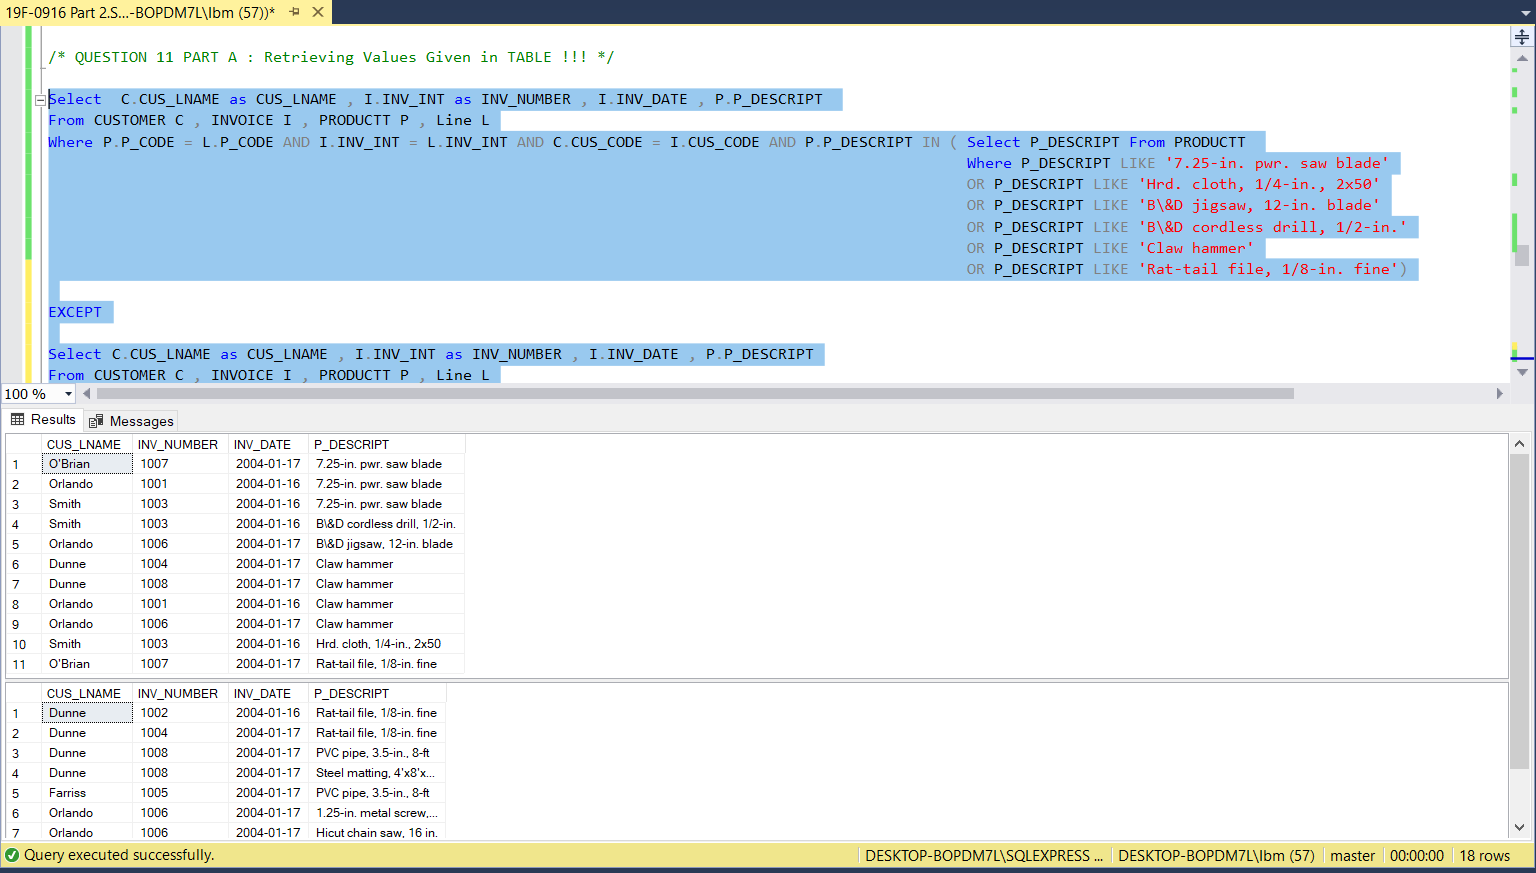 19F-0916 Part 2.S...-BOPDM7L\Ibm (57))*
/* QUESTION 11 PART A : Retrieving Values Given in TABLE !!! */
Select  C.CUS_LNAME as CUS_LNAME , I.INV_INT as INV_NUMBER , I.INV_DATE , P.P_DESCRIPT
From CUSTOMER C , INVOICE I , PRODUCTT P , Line L
Where P.P_CODE = L.P_CODE AND I.INV_INT = L.INV_INT AND C.CUS_CODE = I.CUS_CODE AND P.P_DESCRIPT IN ( Select P_DESCRIPT From PRODUCTT
Where P_DESCRIPT LIKE '7.25-in. pwr. saw blade'
OR P_DESCRIPT LIKE 'Hrd. cloth, 1/4-in., 2x50'
OR P_DESCRIPT LIKE 'B\&D jigsaw, 12-in. blade'
OR P_DESCRIPT LIKE 'B\&D cordless drill, 1/2-in.'
OR P_DESCRIPT LIKE 'Claw hammer'
OR P_DESCRIPT LIKE 'Rat-tail file, 1/8-in. fine')
EXCEPT
Select C.CUS_LNAME as CUS_LNAME , I.INV_INT as INV_NUMBER , I.INV_DATE , P.P_DESCRIPT
From CUSTOMER C , INVOICE I , PRODUCTT P , Line L
100 %
Results Messages
CUS_LNAME INV_NUMBER INV_DATE P_DESCRIPT
1 O'Brian 1007 2004-01-17 7.25-in. pwr. saw blade
2 Orlando 1001 2004-01-16 7.25-in. pwr. saw blade
3 Smith 1003 2004-01-16 7.25-in. pwr. saw blade
4 Smith 1003 2004-01-16 B\&D cordless drill, 1/2-in.
5 Orlando 1006 2004-01-17 B\&D jigsaw, 12-in. blade
6 Dunne 1004 2004-01-17 Claw hammer
7 Dunne 1008 2004-01-17 Claw hammer
8 Orlando 1001 2004-01-16 Claw hammer
9 Orlando 1006 2004-01-17 Claw hammer
10 Smith 1003 2004-01-16 Hrd. cloth, 1/4-in., 2x50
11 O'Brian 1007 2004-01-17 Rat-tail file, 1/8-in. fine
CUS_LNAME INV_NUMBER INV_DATE P_DESCRIPT
1 Dunne 1002 2004-01-16 Rat-tail file, 1/8-in. fine
2 Dunne 1004 2004-01-17 Rat-tail file, 1/8-in. fine
3 Dunne 1008 2004-01-17 PVC pipe, 3.5-in., 8-ft
4 Dunne 1008 2004-01-17 Steel matting, 4'x8'x...
5 Farriss 1005 2004-01-17 PVC pipe, 3.5-in., 8-ft
6 Orlando 1006 2004-01-17 1.25-in. metal screw,...
7 Orlando 1006 2004-01-17 Hicut chain saw, 16 in.
Query executed successfully. DESKTOP-BOPDM7L\SQLEXPRESS ... DESKTOP-BOPDM7L\Ibm (57) master 00:00:00 18 rows